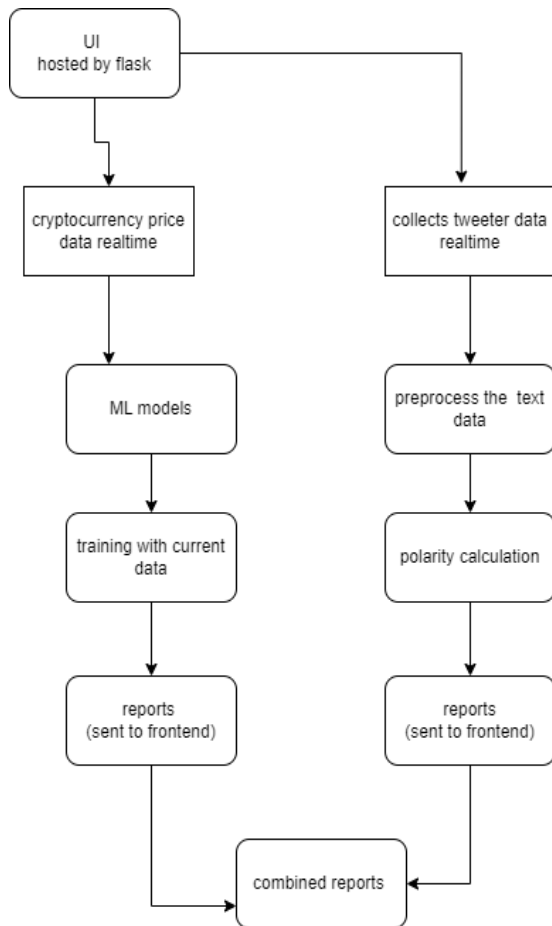 UI
hosted by flask
cryptocurrency price
data realtime
collects tweeter data
realtime
ML models
preprocess the text
data
training with current
data
polarity calculation
reports
(sent to frontend)
reports
(sent to frontend)
combined reports